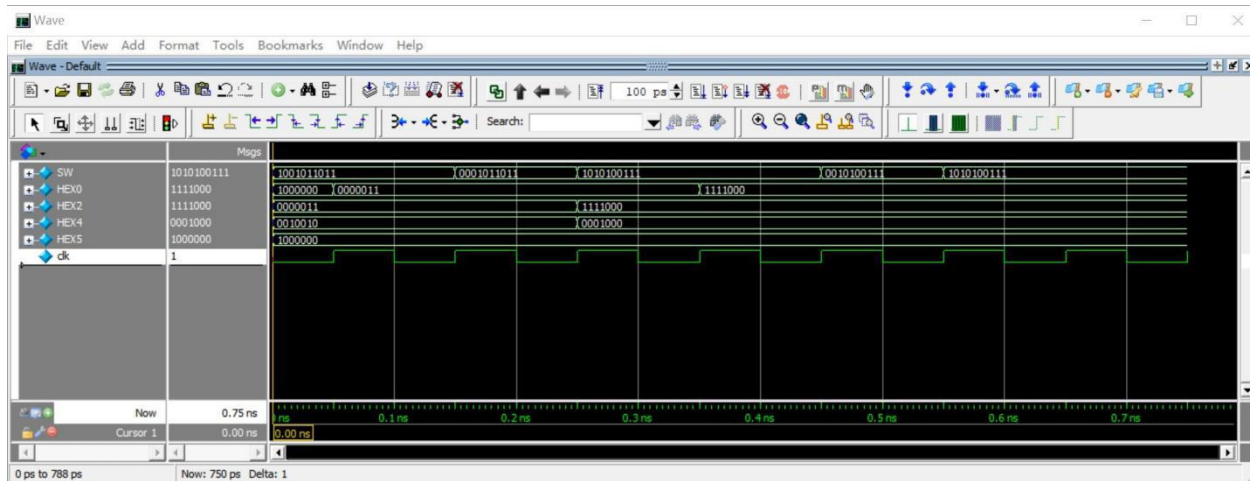 Wave
File Edit View Add Format Tools Bookmarks Window Help
Wave - Default
100 ps
Search:
Msgs
SW 1010100111 1001011011 0001011011 1010100111 0010100111 1010100111
HEX0 1111000 1000000 0000011 1111000
HEX2 1111000 0000011 1111000
HEX4 0001000 0010010 0001000
HEX5 1000000 1000000
clk 1
Now 0.75 ns ns 0.1 ns 0.2 ns 0.3 ns 0.4 ns 0.5 ns 0.6 ns 0.7 ns
Cursor 1 0.00 ns 0.00 ns
0 ps to 788 ps Now: 750 ps Delta: 1